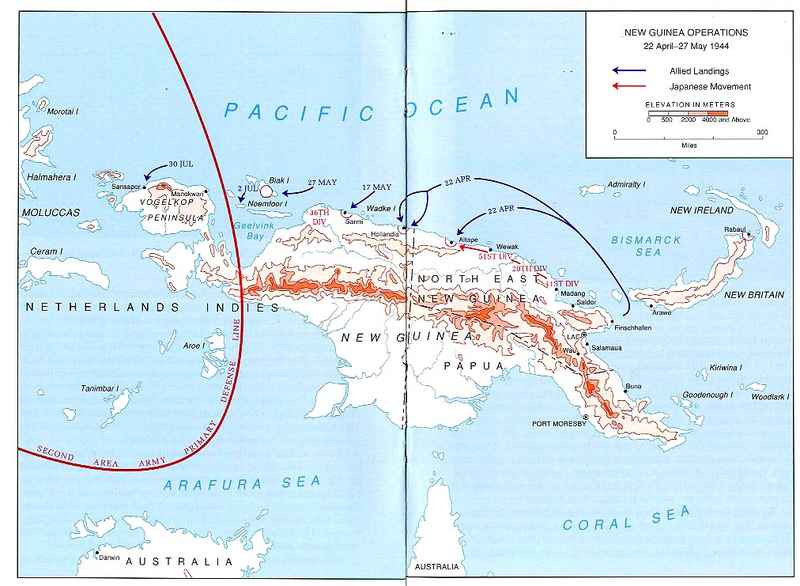 NEW GUINEA OPERATIONS
22 April-27 May 1944
Allied Landings
Japanese Movement
ELEVATION IN METERS
0 500 2000 4000 and Above
0 300
Miles
PACIFIC OCEAN
Morotai I
Halmahera I
MOLUCCAS
Ceram I
30 JUL
Sansapor
Manokwari
VOGELKOP
PENINSULA
2 JUL
Biak I
27 MAY
Noemfoor I
Geelvink
Bay
36TH
DIV
17 MAY
Wadke I
Sarmi
Hollandia
22 APR
22 APR
Aitape
Wewak
51ST DIV
20TH DIV
41ST DIV
Madang
Saidor
Finschhafen
Admiralty I
NEW IRELAND
Rabaul
BISMARCK
SEA
NEW BRITAIN
Arawe
NORTH EAST
NEW GUINEA
NETHERLANDS INDIES
NEW GUINEA
PAPUA
LAE
Salamaua
Wau
Buna
PORT MORESBY
Kiriwina I
Goodenough I
Woodlark I
Aroe I
Tanimbar I
SECOND AREA ARMY PRIMARY DEFENSE LINE
ARAFURA SEA
CORAL SEA
Darwin
AUSTRALIA
AUSTRALIA